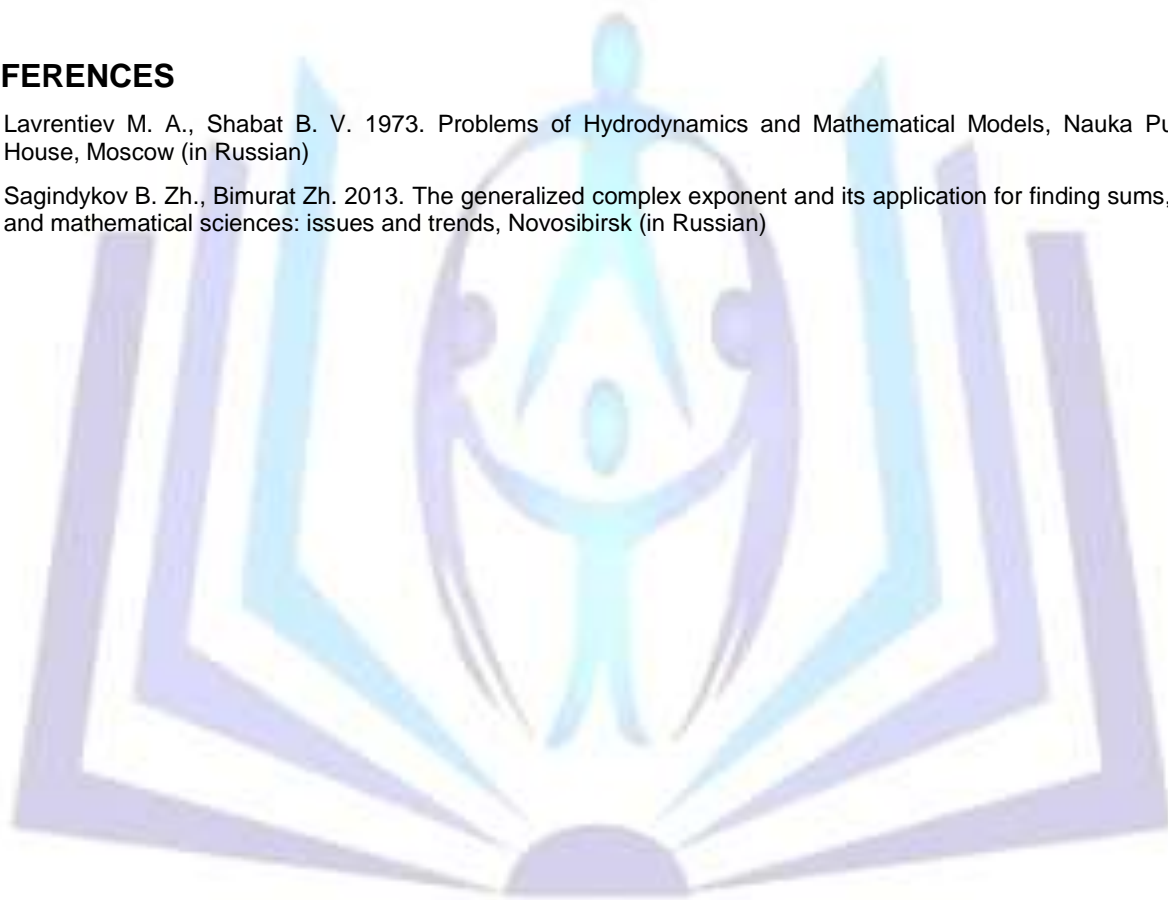 FERENCES
Lavrentiev M. A., Shabat B. V. 1973. Problems of Hydrodynamics and Mathematical Models, Nauka Pu
House, Moscow (in Russian)
Sagindykov B. Zh., Bimurat Zh. 2013. The generalized complex exponent and its application for finding sums,
and mathematical sciences: issues and trends, Novosibirsk (in Russian)